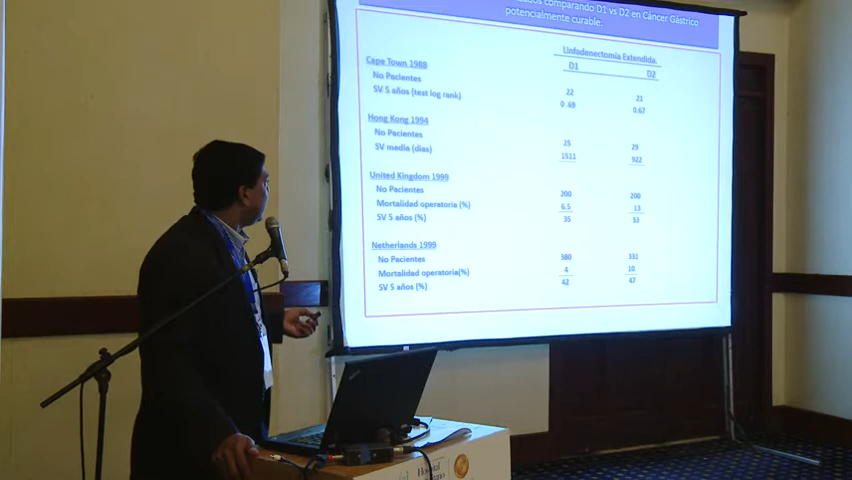 comparando D1 vs D2 en Cáncer Gástrico
potencialmente curable.
Linfadenectomía Extendida.
D1 D2
Cape Town 1988
No Pacientes 22 21
SV 5 años (test log rank) 0 .69 0.67
Hong Kong 1994
No Pacientes 25 29
SV media (días) 1511 922
United Kingdom 1999
No Pacientes 200 200
Mortalidad operatoria (%) 6.5 13
SV 5 años (%) 35 33
Netherlands 1999
No Pacientes 380 331
Mortalidad operatoria(%) 4 10
SV 5 años (%) 42 47
Hospital